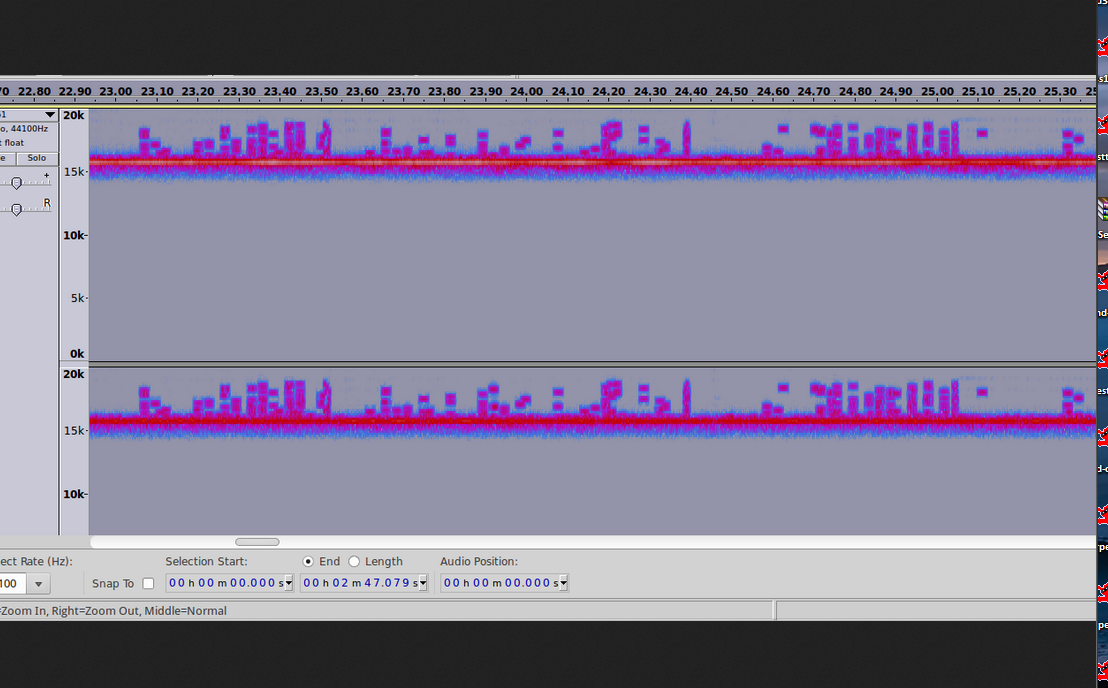 22.80 22.90 23.00 23.10 23.20 23.30 23.40 23.50 23.60 23.70 23.80 23.90 24.00 24.10 24.20 24.30 24.40 24.50 24.60 24.70 24.80 24.90 25.00 25.10 25.20 25.30
o, 44100Hz
float
Solo
+
R
20k
15k
10k
5k
0k
20k
15k
10k
ect Rate (Hz):
Selection Start:
End
Length
Audio Position:
100
Snap To
00 h 00 m 00.000 s
00 h 02 m 47.079 s
00 h 00 m 00.000 s
=Zoom In, Right=Zoom Out, Middle=Normal